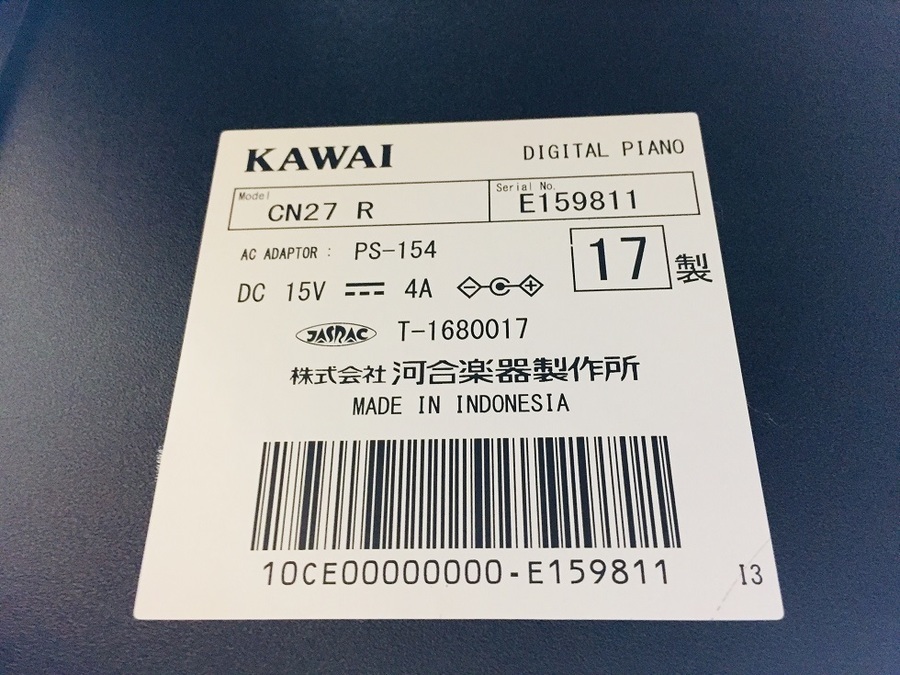 KAWAI DIGITAL PIANO
Model Serial No.
CN27 R E159811
AC ADAPTOR : PS-154
17 製
DC 15V 4A
JASRAC T-1680017
株式会社 河合楽器製作所
MADE IN INDONESIA
10CE00000000-E159811
I3